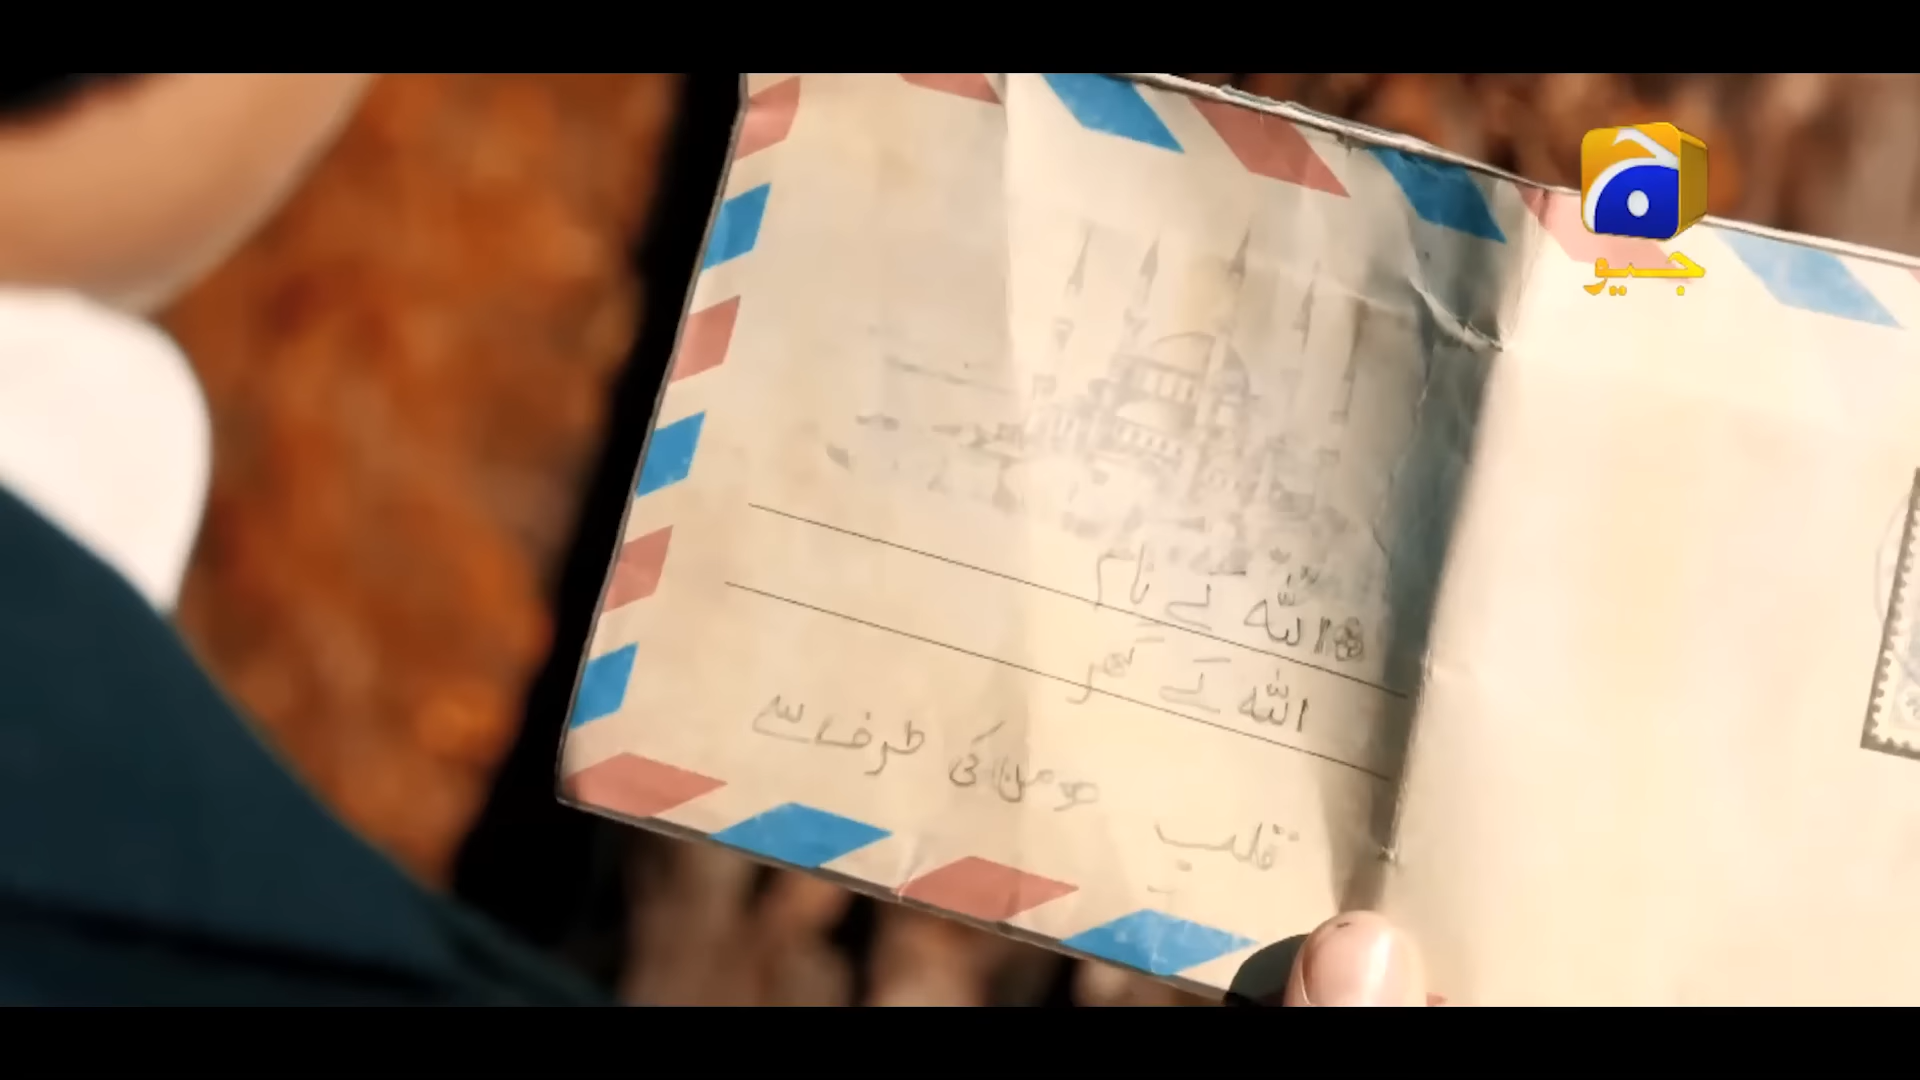 جیو
اللہ کے نام
اللہ کے گھر
مومن کی طرف سے
قلب